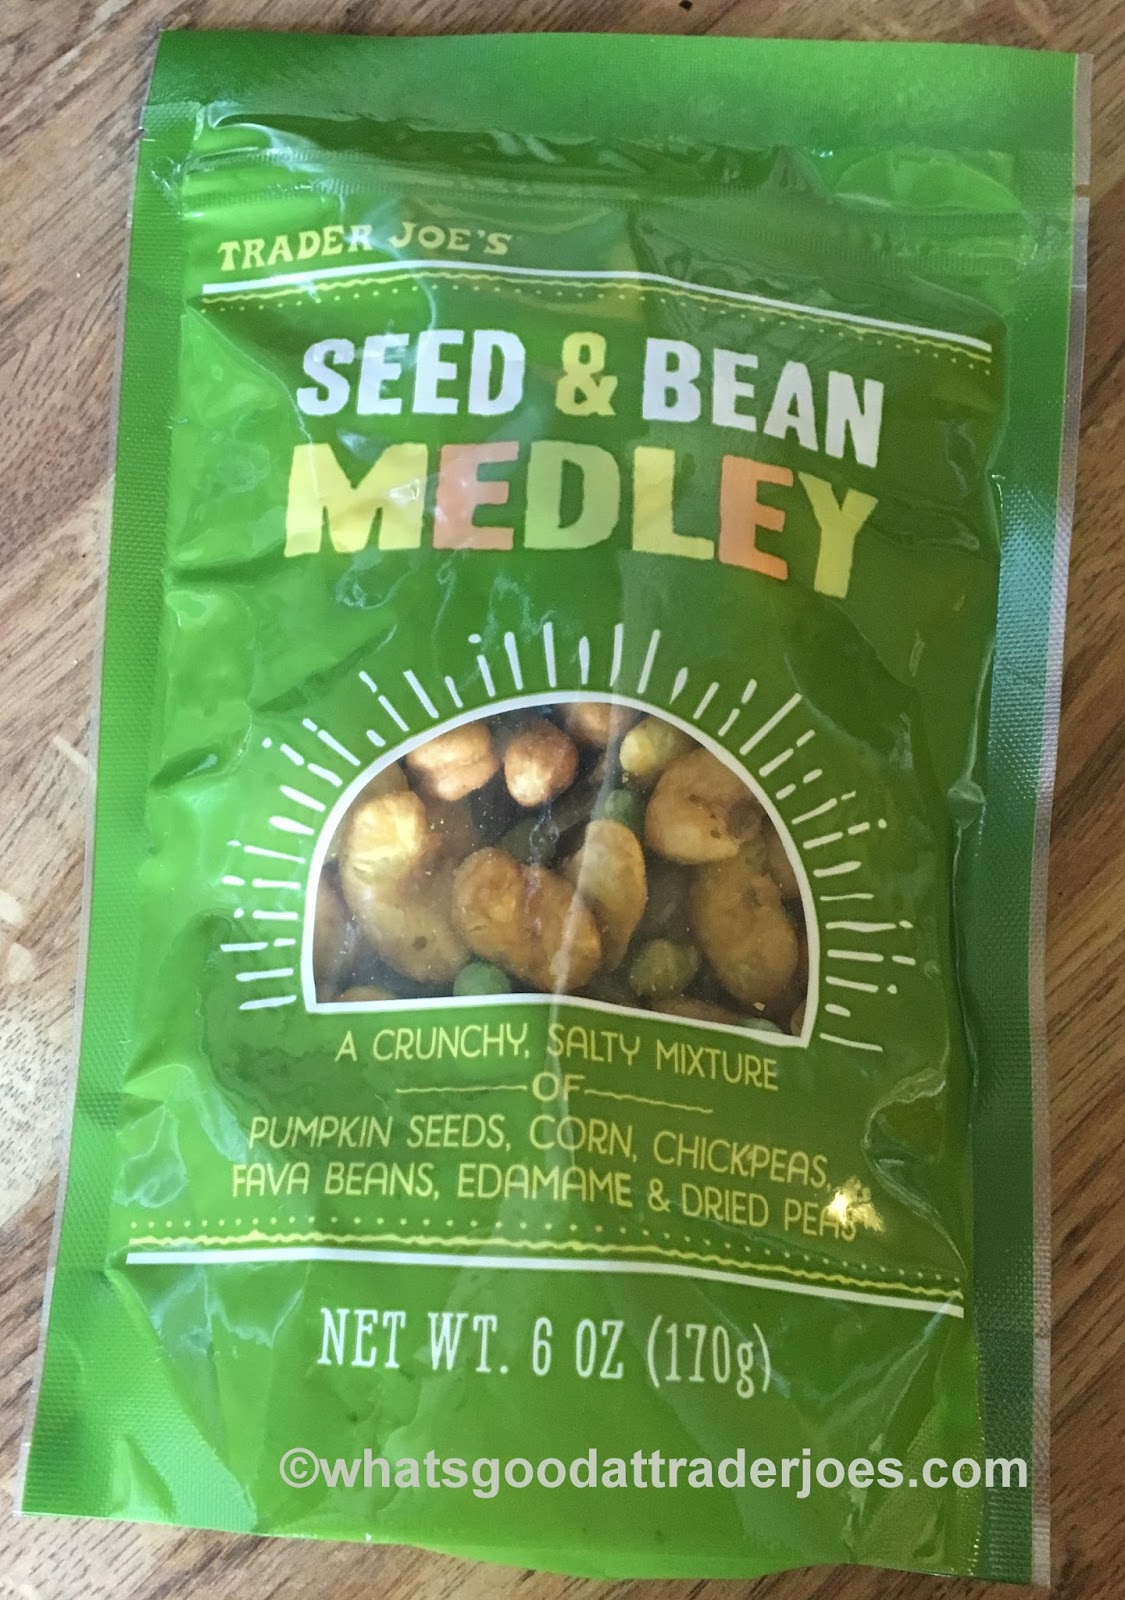 TRADER JOE'S
SEED & BEAN
MEDLEY
A CRUNCHY, SALTY MIXTURE
OF
PUMPKIN SEEDS, CORN, CHICKPEAS,
FAVA BEANS, EDAMAME & DRIED PEAS
NET WT. 6 OZ (170g)
©whatsgoodattraderjoes.com